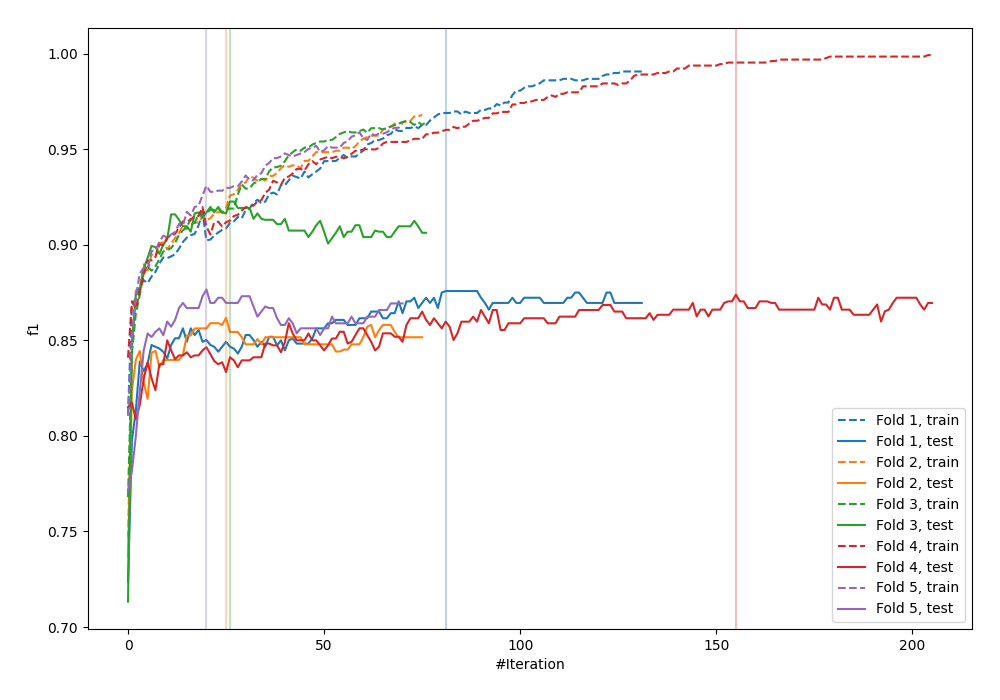 1.00
0.95
0.90
0.85
0.80
0.75
0.70
f1
0
50
100
150
200
#Iteration
Fold 1, train
Fold 1, test
Fold 2, train
Fold 2, test
Fold 3, train
Fold 3, test
Fold 4, train
Fold 4, test
Fold 5, train
Fold 5, test